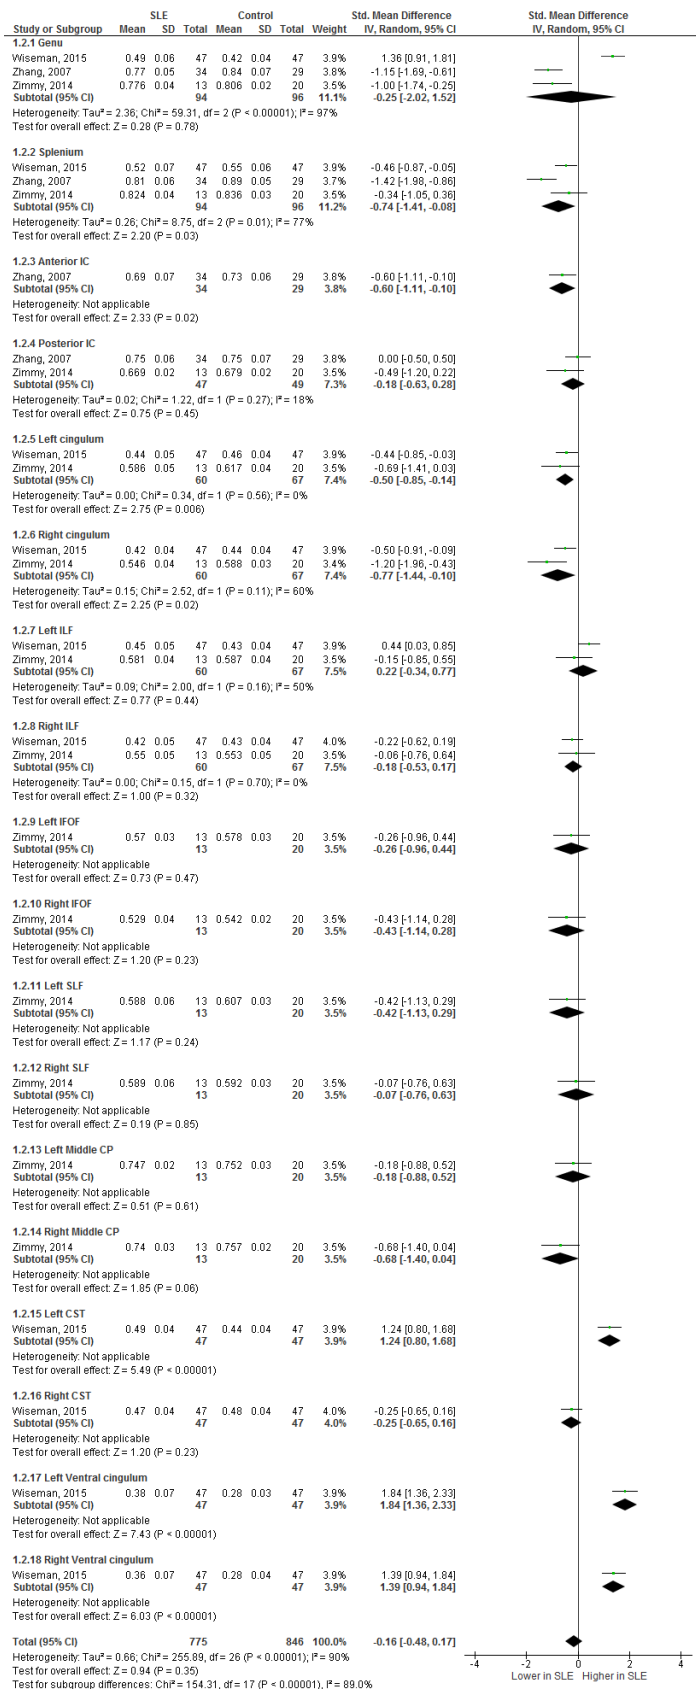 SLE Control Std. Mean Difference Std. Mean Difference
Study or Subgroup Mean SD Total Mean SD Total Weight IV, Random, 95% CI IV, Random, 95% CI
1.2.1 Genu
Wiseman, 2015 0.49 0.06 47 0.42 0.04 47 3.9% 1.36 [0.91, 1.81]
Zhang, 2007 0.77 0.05 34 0.84 0.07 29 3.7% -1.15 [-1.69, -0.61]
Zimmy, 2014 0.776 0.04 13 0.806 0.02 20 3.4% -1.00 [-1.74, -0.25]
Subtotal (95% CI) 94 96 11.1% -0.25 [-2.02, 1.52]
Heterogeneity: Tau² = 2.36; Chi² = 59.31, df = 2 (P < 0.00001); I² = 97%
Test for overall effect: Z = 0.28 (P = 0.78)
1.2.2 Splenium
Wiseman, 2015 0.52 0.07 47 0.55 0.06 47 3.9% -0.46 [-0.87, -0.05]
Zhang, 2007 0.81 0.06 34 0.89 0.05 29 3.7% -1.42 [-1.98, -0.86]
Zimmy, 2014 0.824 0.04 13 0.836 0.03 20 3.5% -0.34 [-1.05, 0.36]
Subtotal (95% CI) 94 96 11.2% -0.74 [-1.41, -0.08]
Heterogeneity: Tau² = 0.26; Chi² = 8.75, df = 2 (P = 0.01); I² = 77%
Test for overall effect: Z = 2.20 (P = 0.03)
1.2.3 Anterior IC
Zhang, 2007 0.69 0.07 34 0.73 0.06 29 3.8% -0.60 [-1.11, -0.10]
Subtotal (95% CI) 34 29 3.8% -0.60 [-1.11, -0.10]
Heterogeneity: Not applicable
Test for overall effect: Z = 2.33 (P = 0.02)
1.2.4 Posterior IC
Zhang, 2007 0.75 0.06 34 0.75 0.07 29 3.8% 0.00 [-0.50, 0.50]
Zimmy, 2014 0.669 0.02 13 0.679 0.02 20 3.5% -0.49 [-1.20, 0.22]
Subtotal (95% CI) 47 49 7.3% -0.18 [-0.63, 0.28]
Heterogeneity: Tau² = 0.02; Chi² = 1.22, df = 1 (P = 0.27); I² = 18%
Test for overall effect: Z = 0.75 (P = 0.45)
1.2.5 Left cingulum
Wiseman, 2015 0.44 0.05 47 0.46 0.04 47 3.9% -0.44 [-0.85, -0.03]
Zimmy, 2014 0.586 0.05 13 0.617 0.04 20 3.5% -0.69 [-1.41, 0.03]
Subtotal (95% CI) 60 67 7.4% -0.50 [-0.85, -0.14]
Heterogeneity: Tau² = 0.00; Chi² = 0.34, df = 1 (P = 0.56); I² = 0%
Test for overall effect: Z = 2.75 (P = 0.006)
1.2.6 Right cingulum
Wiseman, 2015 0.42 0.04 47 0.44 0.04 47 3.9% -0.50 [-0.91, -0.09]
Zimmy, 2014 0.546 0.04 13 0.588 0.03 20 3.4% -1.20 [-1.96, -0.43]
Subtotal (95% CI) 60 67 7.4% -0.77 [-1.44, -0.10]
Heterogeneity: Tau² = 0.15; Chi² = 2.52, df = 1 (P = 0.11); I² = 60%
Test for overall effect: Z = 2.25 (P = 0.02)
1.2.7 Left ILF
Wiseman, 2015 0.45 0.05 47 0.43 0.04 47 3.9% 0.44 [0.03, 0.85]
Zimmy, 2014 0.581 0.04 13 0.587 0.04 20 3.5% -0.15 [-0.85, 0.55]
Subtotal (95% CI) 60 67 7.5% 0.22 [-0.34, 0.77]
Heterogeneity: Tau² = 0.09; Chi² = 2.00, df = 1 (P = 0.16); I² = 50%
Test for overall effect: Z = 0.77 (P = 0.44)
1.2.8 Right ILF
Wiseman, 2015 0.42 0.05 47 0.43 0.04 47 4.0% -0.22 [-0.62, 0.19]
Zimmy, 2014 0.55 0.05 13 0.553 0.05 20 3.5% -0.06 [-0.76, 0.64]
Subtotal (95% CI) 60 67 7.5% -0.18 [-0.53, 0.17]
Heterogeneity: Tau² = 0.00; Chi² = 0.15, df = 1 (P = 0.70); I² = 0%
Test for overall effect: Z = 1.00 (P = 0.32)
1.2.9 Left IFOF
Zimmy, 2014 0.57 0.03 13 0.578 0.03 20 3.5% -0.26 [-0.96, 0.44]
Subtotal (95% CI) 13 20 3.5% -0.26 [-0.96, 0.44]
Heterogeneity: Not applicable
Test for overall effect: Z = 0.73 (P = 0.47)
1.2.10 Right IFOF
Zimmy, 2014 0.529 0.04 13 0.542 0.02 20 3.5% -0.43 [-1.14, 0.28]
Subtotal (95% CI) 13 20 3.5% -0.43 [-1.14, 0.28]
Heterogeneity: Not applicable
Test for overall effect: Z = 1.20 (P = 0.23)
1.2.11 Left SLF
Zimmy, 2014 0.588 0.06 13 0.607 0.03 20 3.5% -0.42 [-1.13, 0.29]
Subtotal (95% CI) 13 20 3.5% -0.42 [-1.13, 0.29]
Heterogeneity: Not applicable
Test for overall effect: Z = 1.17 (P = 0.24)
1.2.12 Right SLF
Zimmy, 2014 0.589 0.06 13 0.592 0.03 20 3.5% -0.07 [-0.76, 0.63]
Subtotal (95% CI) 13 20 3.5% -0.07 [-0.76, 0.63]
Heterogeneity: Not applicable
Test for overall effect: Z = 0.19 (P = 0.85)
1.2.13 Left Middle CP
Zimmy, 2014 0.747 0.02 13 0.752 0.03 20 3.5% -0.18 [-0.88, 0.52]
Subtotal (95% CI) 13 20 3.5% -0.18 [-0.88, 0.52]
Heterogeneity: Not applicable
Test for overall effect: Z = 0.51 (P = 0.61)
1.2.14 Right Middle CP
Zimmy, 2014 0.74 0.03 13 0.757 0.02 20 3.5% -0.68 [-1.40, 0.04]
Subtotal (95% CI) 13 20 3.5% -0.68 [-1.40, 0.04]
Heterogeneity: Not applicable
Test for overall effect: Z = 1.85 (P = 0.06)
1.2.15 Left CST
Wiseman, 2015 0.49 0.04 47 0.44 0.04 47 3.9% 1.24 [0.80, 1.68]
Subtotal (95% CI) 47 47 3.9% 1.24 [0.80, 1.68]
Heterogeneity: Not applicable
Test for overall effect: Z = 5.49 (P < 0.00001)
1.2.16 Right CST
Wiseman, 2015 0.47 0.04 47 0.48 0.04 47 4.0% -0.25 [-0.65, 0.16]
Subtotal (95% CI) 47 47 4.0% -0.25 [-0.65, 0.16]
Heterogeneity: Not applicable
Test for overall effect: Z = 1.20 (P = 0.23)
1.2.17 Left Ventral cingulum
Wiseman, 2015 0.38 0.07 47 0.28 0.03 47 3.9% 1.84 [1.36, 2.33]
Subtotal (95% CI) 47 47 3.9% 1.84 [1.36, 2.33]
Heterogeneity: Not applicable
Test for overall effect: Z = 7.43 (P < 0.00001)
1.2.18 Right Ventral cingulum
Wiseman, 2015 0.36 0.07 47 0.28 0.04 47 3.9% 1.39 [0.94, 1.84]
Subtotal (95% CI) 47 47 3.9% 1.39 [0.94, 1.84]
Heterogeneity: Not applicable
Test for overall effect: Z = 6.03 (P < 0.00001)
Total (95% CI) 775 846 100.0% -0.16 [-0.48, 0.17]
Heterogeneity: Tau² = 0.66; Chi² = 255.89, df = 26 (P < 0.00001); I² = 90%
Test for overall effect: Z = 0.94 (P = 0.35)
Test for subgroup differences: Chi² = 154.31, df = 17 (P < 0.00001), I² = 89.0%
-4 -2 0 2 4
Lower in SLE Higher in SLE